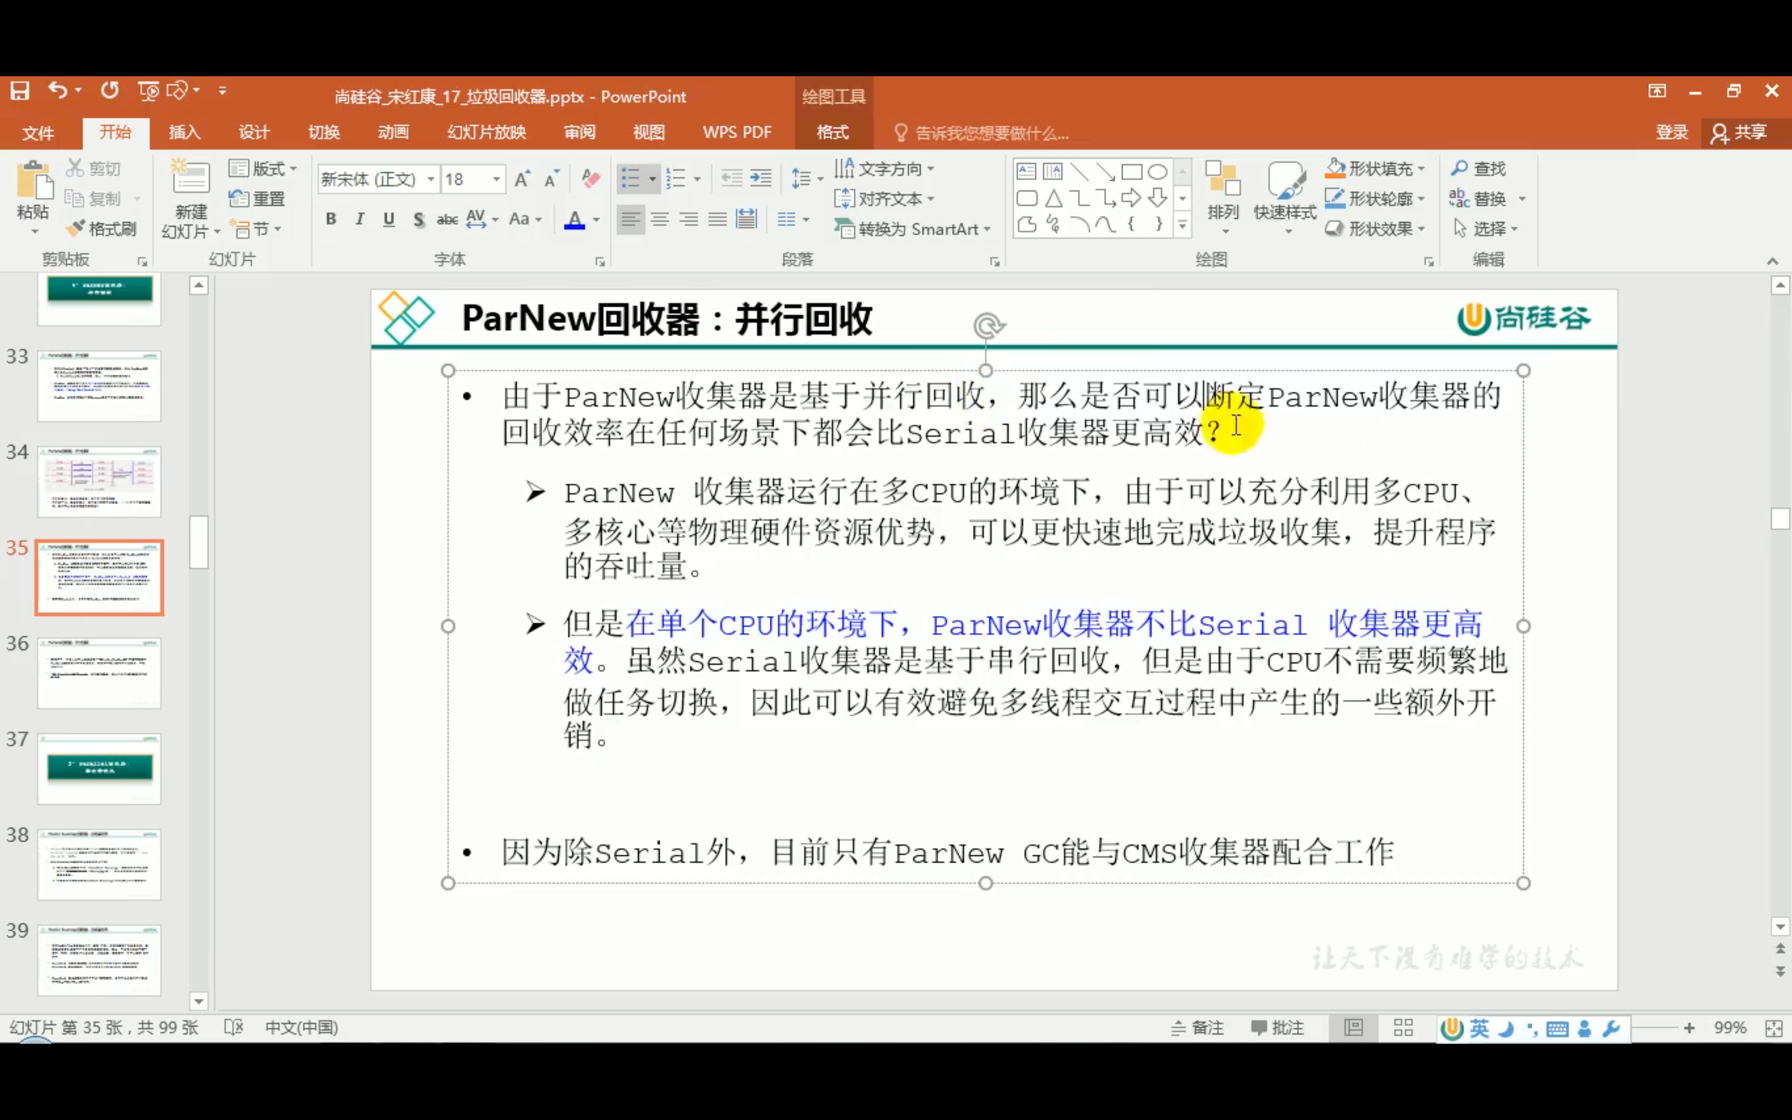 尚硅谷_宋红康_17_垃圾回收器.pptx - PowerPoint
绘图工具
文件 开始 插入 设计 切换 动画 幻灯片放映 审阅 视图 WPS PDF 格式 告诉我您想要做什么... 登录 共享
粘贴
剪切
复制
格式刷
剪贴板
新建
幻灯片
版式
重置
节
幻灯片
新宋体 (正文) 18
B I U S abc AV Aa A
字体
文字方向
对齐文本
转换为 SmartArt
段落
排列
快速样式
形状填充
形状轮廓
形状效果
绘图
查找
替换
选择
编辑
33
34
35
36
37
38
39
ParNew回收器：并行回收
尚硅谷
• 由于ParNew收集器是基于并行回收，那么是否可以断定ParNew收集器的
回收效率在任何场景下都会比Serial收集器更高效？
➢ ParNew 收集器运行在多CPU的环境下，由于可以充分利用多CPU、
多核心等物理硬件资源优势，可以更快速地完成垃圾收集，提升程序
的吞吐量。
➢ 但是在单个CPU的环境下，ParNew收集器不比Serial 收集器更高
效。虽然Serial收集器是基于串行回收，但是由于CPU不需要频繁地
做任务切换，因此可以有效避免多线程交互过程中产生的一些额外开
销。
• 因为除Serial外，目前只有ParNew GC能与CMS收集器配合工作
让天下没有难学的技术
幻灯片 第 35 张，共 99 张 中文(中国) 备注 批注 英 99%